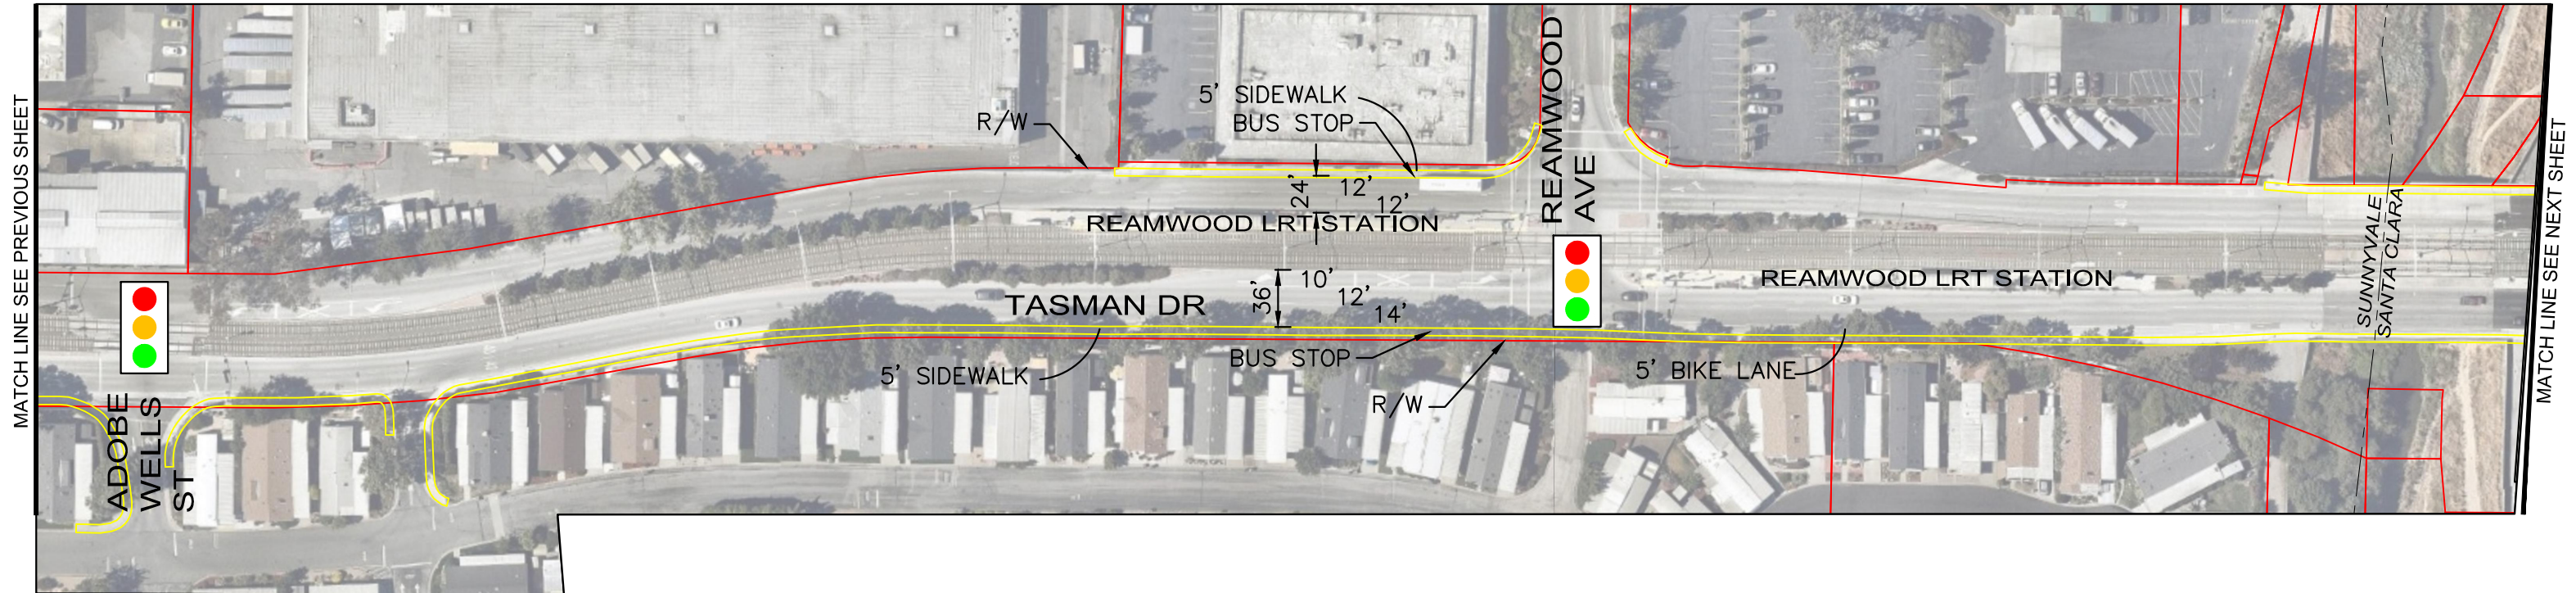 MATCH LINE SEE PREVIOUS SHEET
5' SIDEWALK
BUS STOP
R/W
24'
12'
12'
REAMWOOD LRT STATION
REAMWOOD
AVE
36'
10'
12'
14'
TASMAN DR
REAMWOOD LRT STATION
SUNNYVALE
SANTA CLARA
5' SIDEWALK
BUS STOP
R/W
5' BIKE LANE
ADOBE
WELLS
ST
MATCH LINE SEE NEXT SHEET